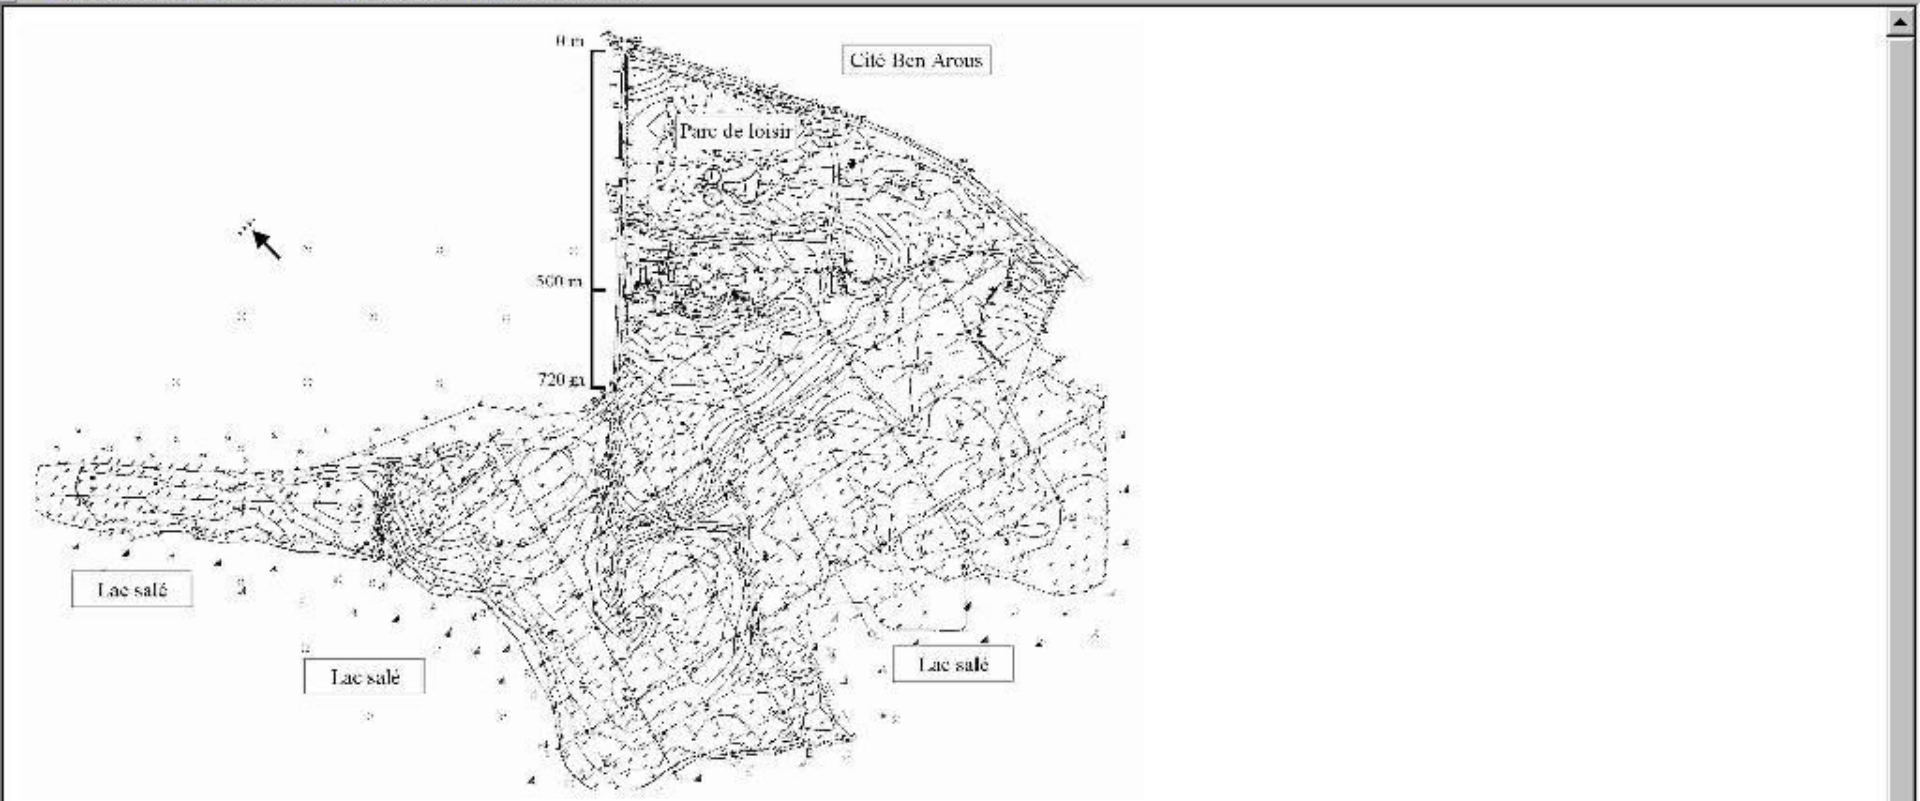 0 m
Cité Ben Arous
Parc de loisir
500 m
720 m
Lac salé
Lac salé
Lac salé